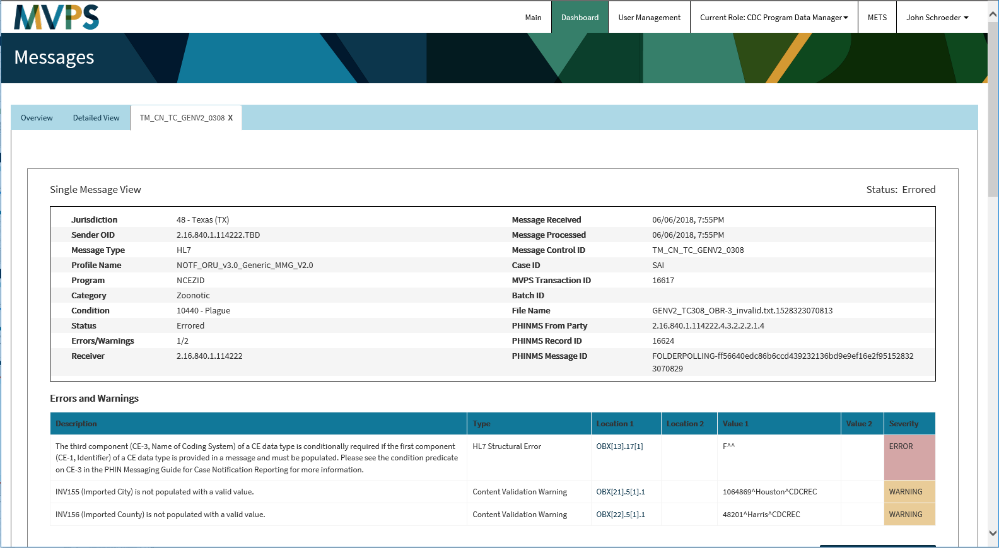 MVPS
Main
Dashboard
User Management
Current Role: CDC Program Data Manager
METS
John Schroeder
Messages
Overview
Detailed View
TM_CN_TC_GENV2_0308 X
Single Message View
Status: Errored
Jurisdiction 48 - Texas (TX)
Message Received 06/06/2018, 7:55PM
Sender OID 2.16.840.1.114222.TBD
Message Processed 06/06/2018, 7:55PM
Message Type HL7
Message Control ID TM_CN_TC_GENV2_0308
Profile Name NOTF_ORU_v3.0_Generic_MMG_V2.0
Case ID SAI
Program NCEZID
MVPS Transaction ID 16617
Category Zoonotic
Batch ID
Condition 10440 - Plague
File Name GENV2_TC308_OBR-3_invalid.txt.1528323070813
Status Errored
PHINMS From Party 2.16.840.1.114222.4.3.2.2.2.1.4
Errors/Warnings 1/2
PHINMS Record ID 16624
Receiver 2.16.840.1.114222
PHINMS Message ID FOLDERPOLLING-ff56640edc86b6ccd439232136bd9e9ef16e2f95152832
3070829
Errors and Warnings
Description Type Location 1 Location 2 Value 1 Value 2 Severity
The third component (CE-3, Name of Coding System) of a CE data type is conditionally required if the first component
(CE-1, Identifier) of a CE data type is provided in a message and must be populated. Please see the condition predicate
on CE-3 in the PHIN Messaging Guide for Case Notification Reporting for more information.
HL7 Structural Error
OBX[13].17[1]
F^^
ERROR
INV155 (Imported City) is not populated with a valid value. Content Validation Warning OBX[21].5[1].1 1064869^Houston^CDCREC WARNING
INV156 (Imported County) is not populated with a valid value. Content Validation Warning OBX[22].5[1].1 48201^Harris^CDCREC WARNING